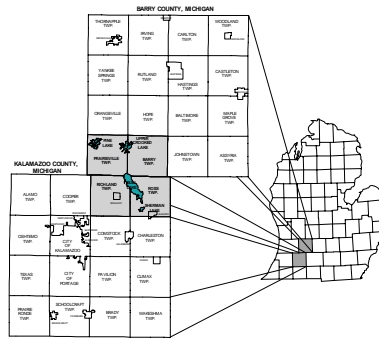 BARRY COUNTY, MICHIGAN
THORNAPPLE
TWP.
IRVING
TWP.
CARLTON
TWP.
WOODLAND
TWP.
YANKEE
SPRINGS
TWP.
RUTLAND
TWP.
HASTINGS
TWP.
CASTLETON
TWP.
ORANGEVILLE
TWP.
HOPE
TWP.
BALTIMORE
TWP.
MAPLE
GROVE
TWP.
PINE
LAKE
UPPER
CROOKED
LAKE
PRAIRIEVILLE
TWP.
BARRY
TWP.
JOHNSTOWN
TWP.
ASSYRIA
TWP.
KALAMAZOO COUNTY,
MICHIGAN
ALAMO
TWP.
COOPER
TWP.
RICHLAND
TWP.
ROSS
TWP.
SHERMAN
LAKE
OSHTEMO
TWP.
CITY
OF
KALAMAZOO
COMSTOCK
TWP.
CHARLESTON
TWP.
TEXAS
TWP.
CITY
OF
PORTAGE
PAVILION
TWP.
CLIMAX
TWP.
PRAIRIE
RONDE
TWP.
SCHOOLCRAFT
TWP.
BRADY
TWP.
WAKESHMA
TWP.